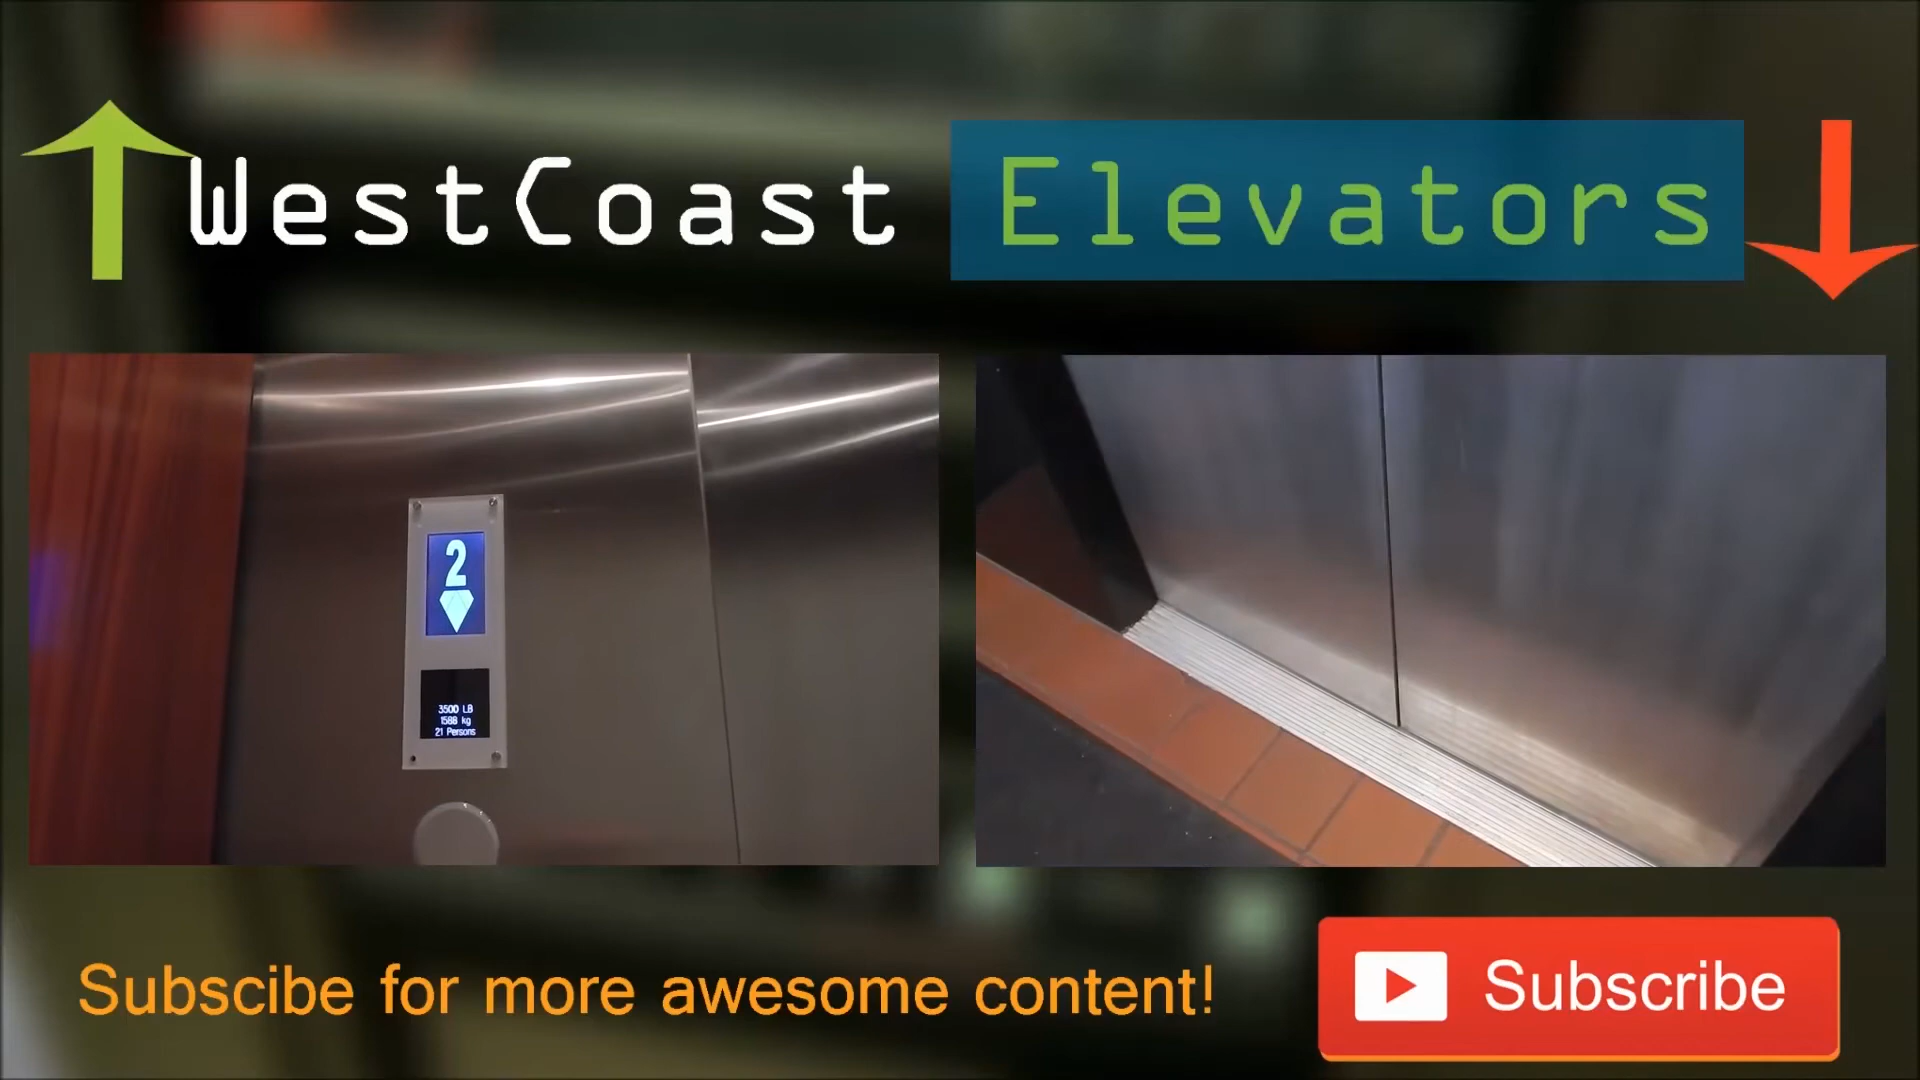 WestCoast Elevators
2
3500 LB
1588 kg
21 Persons
Subscibe for more awesome content!
Subscribe